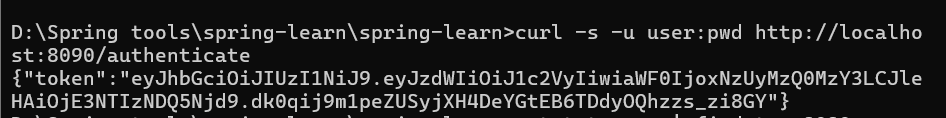 D:\Spring tools\spring-learn\spring-learn>curl -s -u user:pwd http://localho
st:8090/authenticate
{"token":"eyJhbGciOiJIUzI1NiJ9.eyJzdWIiOiJ1c2VyIiwiaWF0IjoxNzUyMzQ0MzY3LCJle
HAiOjE3NTIzNDQ5Njd9.dk0qij9m1peZUSyjXH4DeYGtEB6TDdyOQhzzs_zi8GY"}